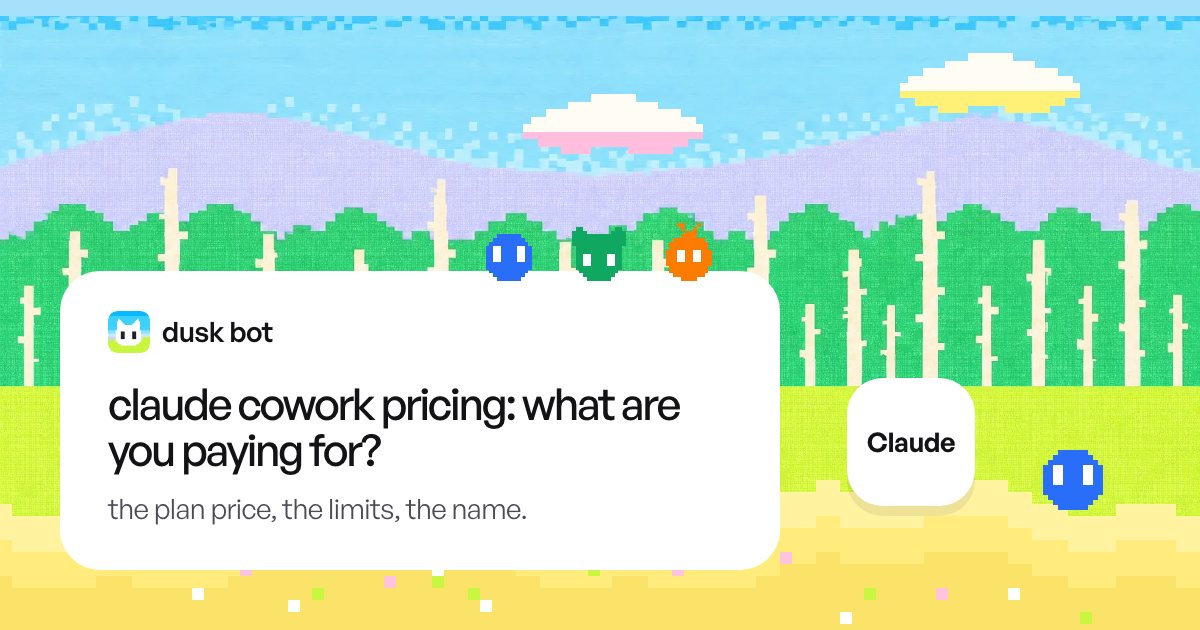 dusk bot
claude cowork pricing: what are
you paying for?
the plan price, the limits, the name.
Claude